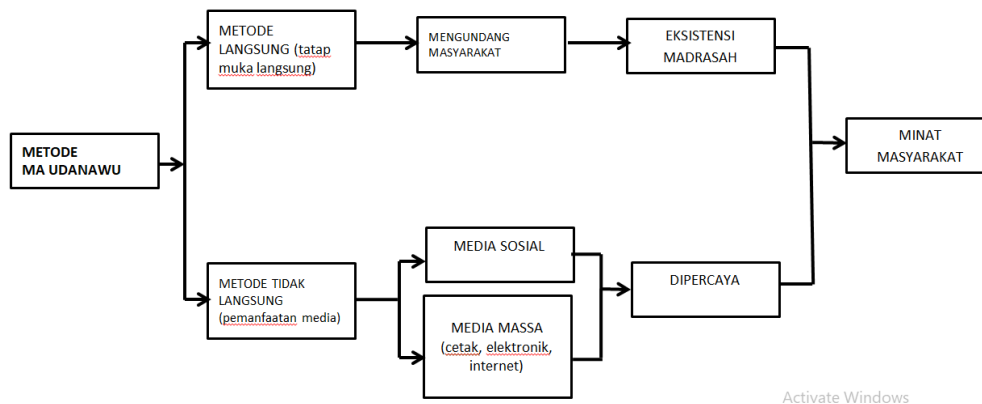 METODE
LANGSUNG (tatap
muka langsung)
MENGUNDANG
MASYARAKAT
EKSISTENSI
MADRASAH
METODE
MA UDANAWU
MINAT
MASYARAKAT
METODE TIDAK
LANGSUNG
(pemanfaatan media)
MEDIA SOSIAL
MEDIA MASSA
(cetak, elektronik,
internet)
DIPERCAYA
Activate Windows